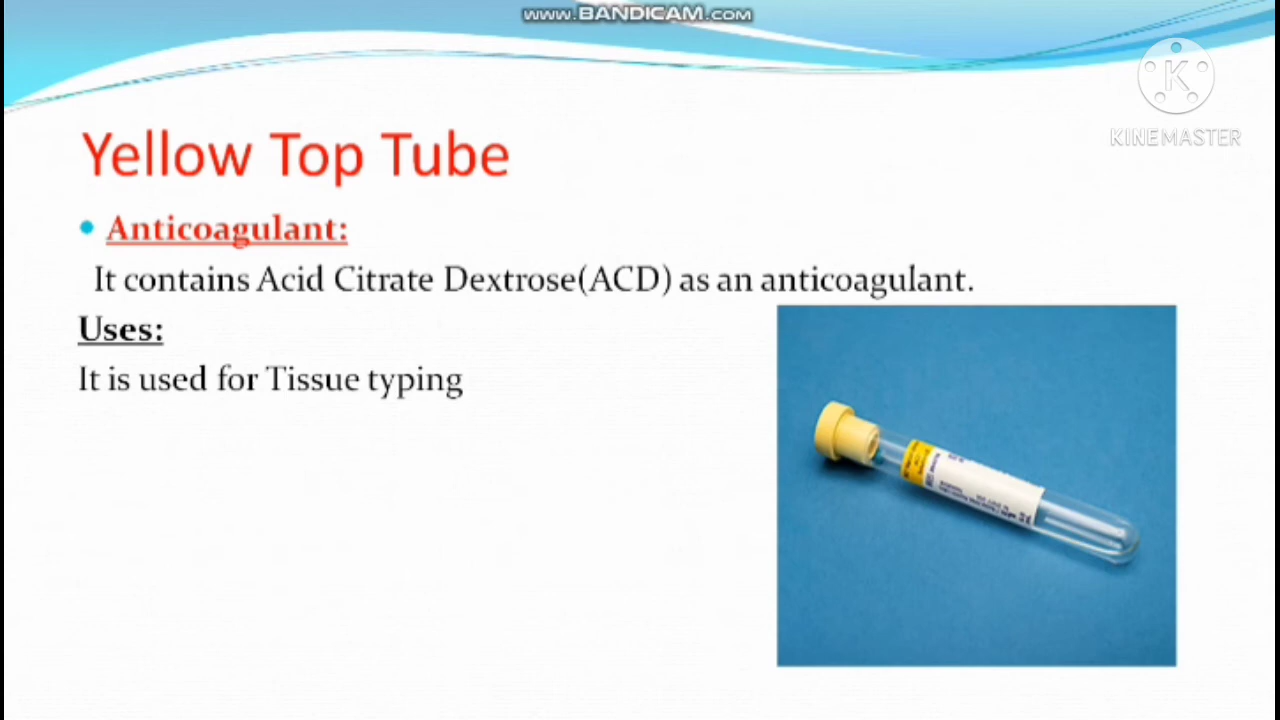 www.BANDICAM.com
K
KINEMASTER
Yellow Top Tube
Anticoagulant:
It contains Acid Citrate Dextrose(ACD) as an anticoagulant.
Uses:
It is used for Tissue typing